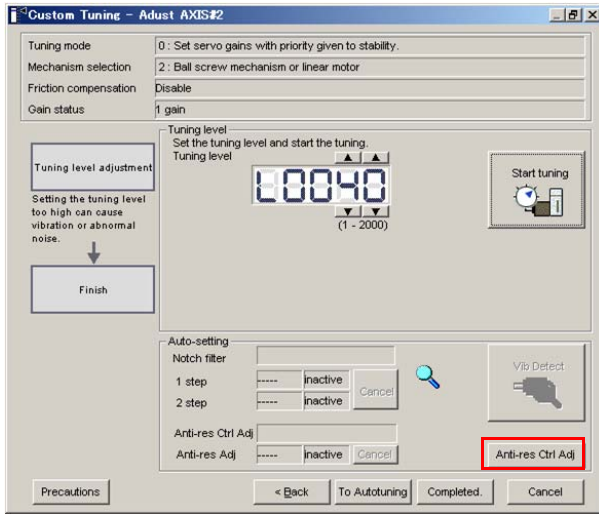 Custom Tuning - Adust AXIS#2
Tuning mode
0 : Set servo gains with priority given to stability.
Mechanism selection
2 : Ball screw mechanism or linear motor
Friction compensation
Disable
Gain status
1 gain
Tuning level adjustment
Setting the tuning level
too high can cause
vibration or abnormal
noise.
Finish
Tuning level
Set the tuning level and start the tuning.
Tuning level
L0040
(1 - 2000)
Start tuning
Auto-setting
Notch filter
1 step
-----
inactive
2 step
-----
inactive
Cancel
Vib Detect
Anti-res Ctrl Adj
Anti-res Adj
-----
inactive
Cancel
Anti-res Ctrl Adj
Precautions
< Back
To Autotuning
Completed.
Cancel